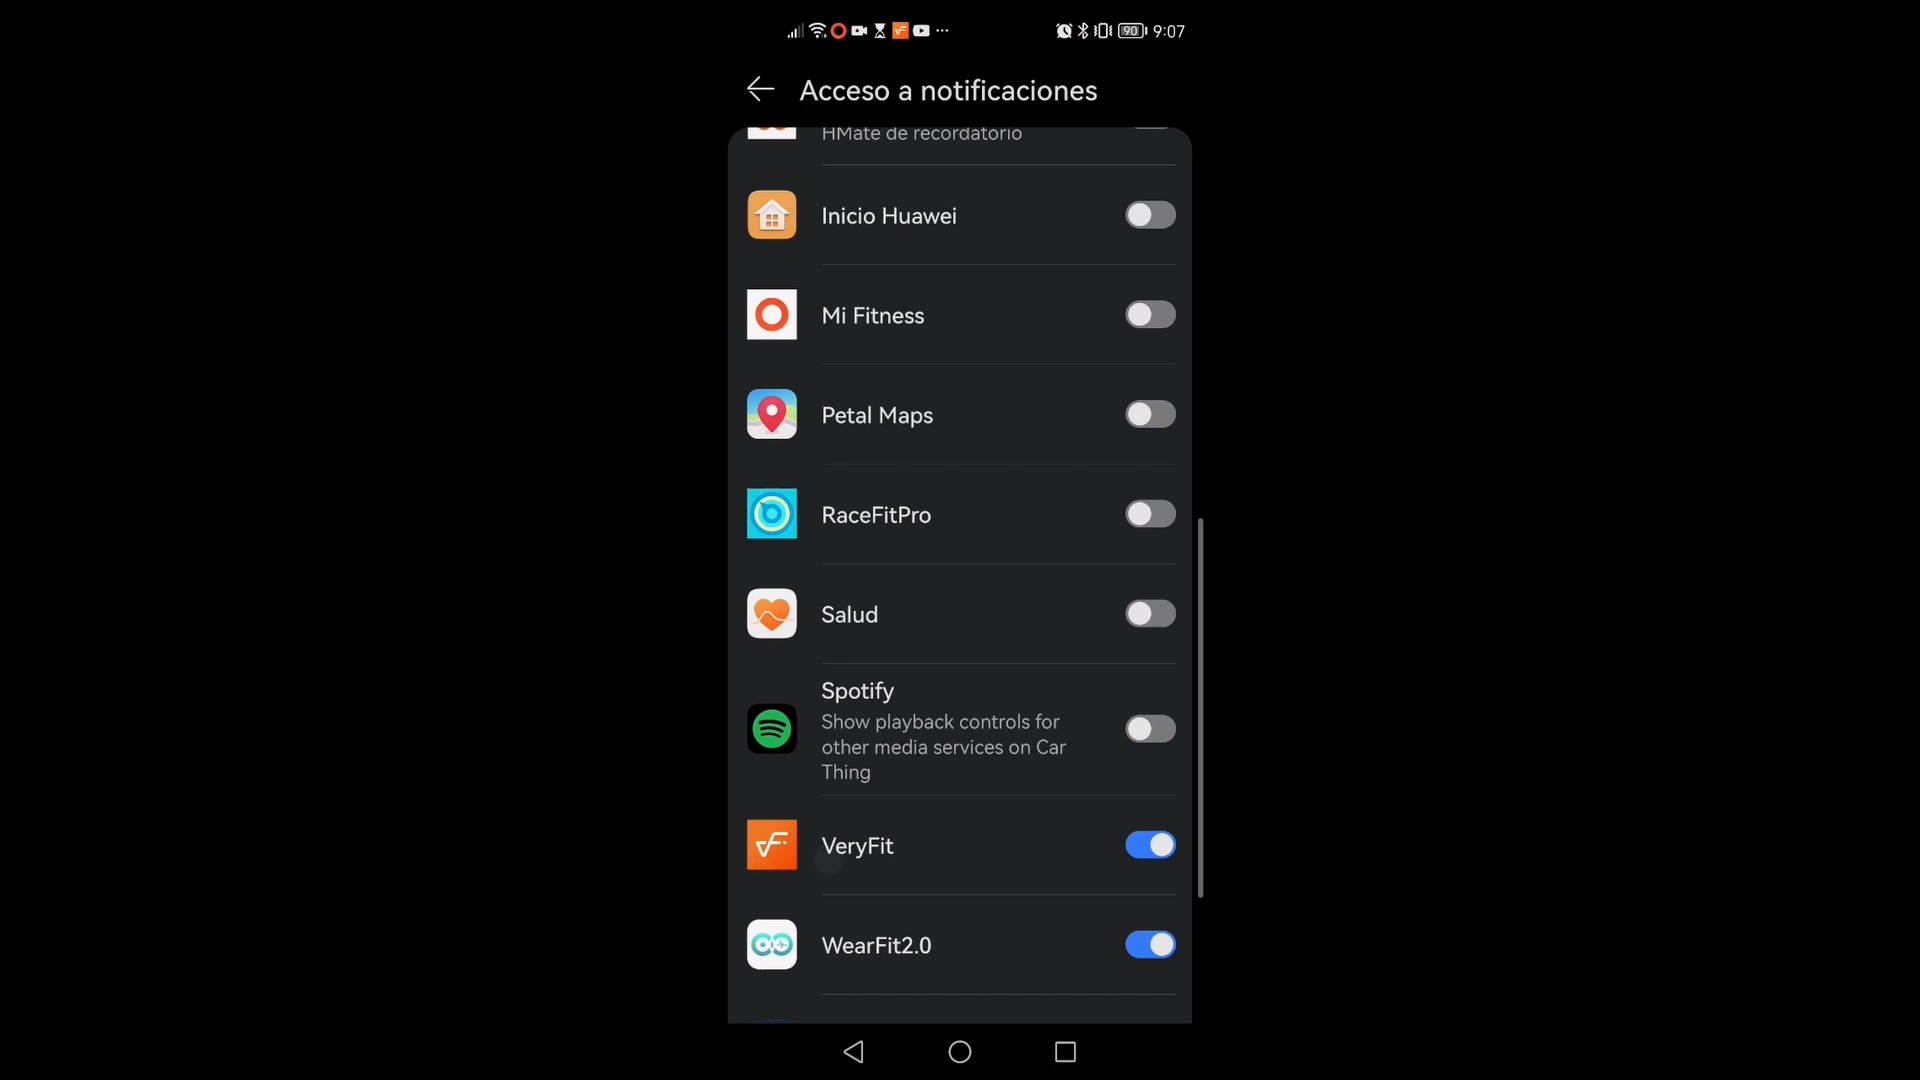 90 9:07
Acceso a notificaciones
HMate de recordatorio
Inicio Huawei
Mi Fitness
Petal Maps
RaceFitPro
Salud
Spotify
Show playback controls for
other media services on Car
Thing
VeryFit
WearFit2.0